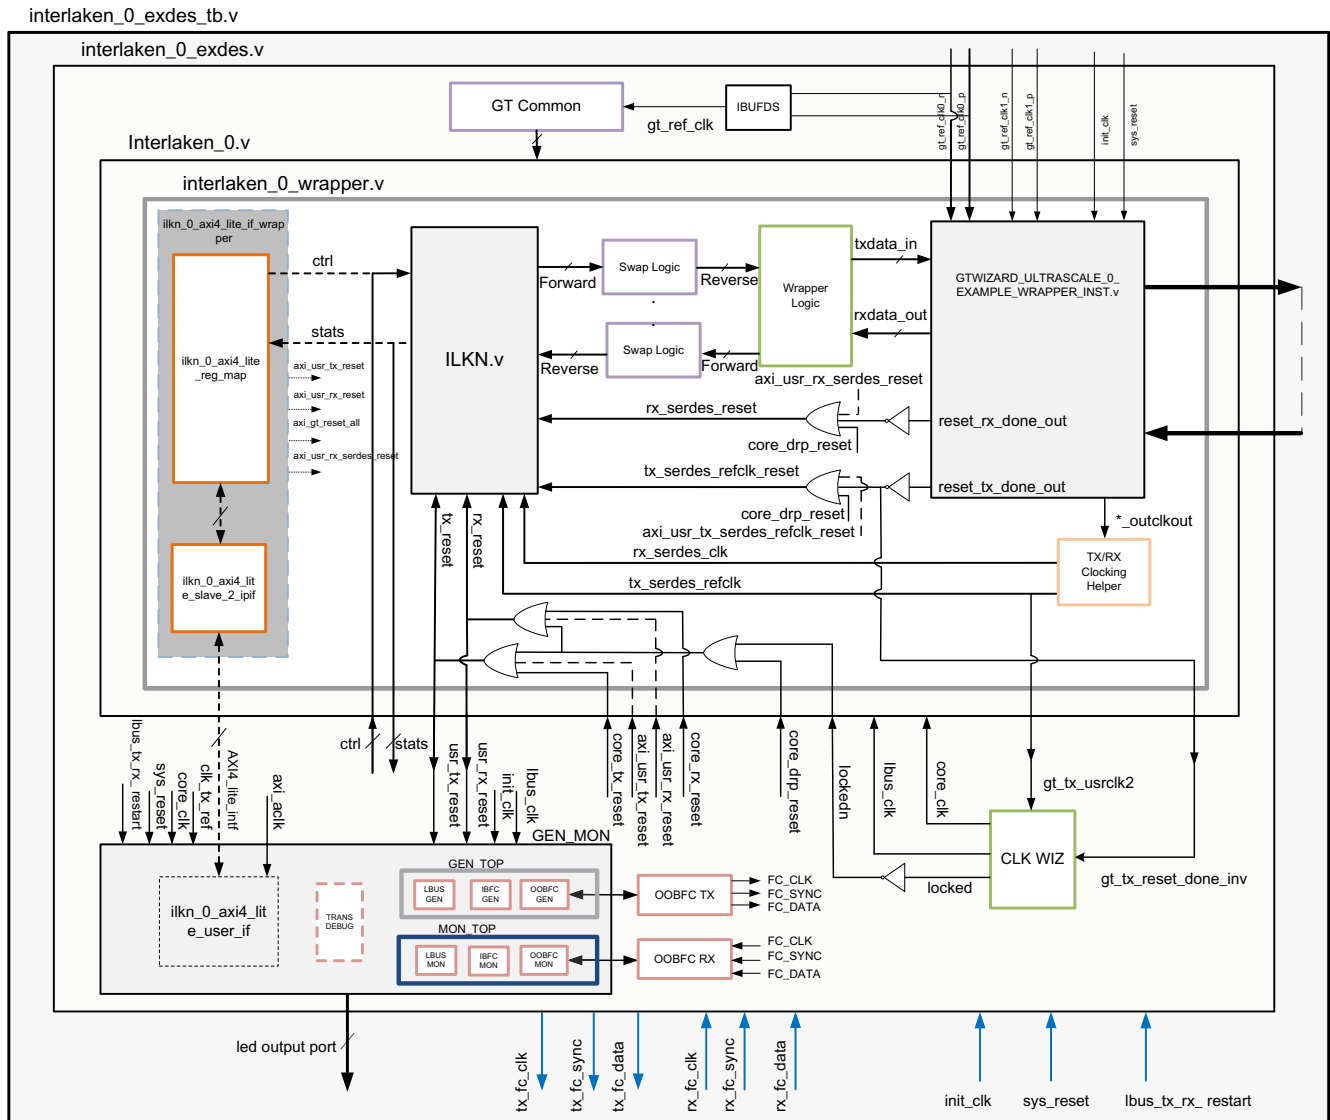 interlaken_0_exdes_tb.v
interlaken_0_exdes.v
GT Common
IBUFDS
gt_ref_clk
gt_ref_clk0_n
gt_ref_clk0_p
gt_ref_clk1_n
gt_ref_clk1_p
init_clk
sys_reset
Interlaken_0.v
interlaken_0_wrapper.v
ilkn_0_axi4_lite_if_wrap
per
ctrl
stats
ilkn_0_axi4_lite
_reg_map
axi_usr_tx_reset
axi_usr_rx_reset
axi_gt_reset_all
axi_usr_rx_serdes_reset
ilkn_0_axi4_lit
e_slave_2_ipif
ILKN.v
Forward
Swap Logic
Reverse
Reverse
Swap Logic
Forward
Wrapper
Logic
txdata_in
rxdata_out
GTWIZARD_ULTRASCALE_0_
EXAMPLE_WRAPPER_INST.v
axi_usr_rx_serdes_reset
rx_serdes_reset
core_drp_reset
reset_rx_done_out
tx_serdes_refclk_reset
core_drp_reset
axi_usr_tx_serdes_refclk_reset
reset_tx_done_out
*_outclkout
rx_serdes_clk
tx_serdes_refclk
TX/RX
Clocking
Helper
tx_reset
rx_reset
lbus_tx_rx_
restart
sys_reset
core_clk
clk_tx_ref
AXI4_lite_intf
axi_aclk
ctrl
stats
usr_tx_reset
usr_rx_reset
init_clk
lbus_clk
core_tx_reset
axi_usr_tx_reset
axi_usr_rx_reset
core_rx_reset
core_drp_reset
lockedn
lbus_clk
core_clk
gt_tx_usrclk2
CLK WIZ
locked
gt_tx_reset_done_inv
GEN_MON
ilkn_0_axi4_lit
e_user_if
TRANS
DEBUG
GEN_TOP
LBUS
GEN
IBFC
GEN
OOBFC
GEN
MON_TOP
LBUS
MON
IBFC
MON
OOBFC
MON
OOBFC TX
FC_CLK
FC_SYNC
FC_DATA
OOBFC RX
FC_CLK
FC_SYNC
FC_DATA
led output port
tx_fc_clk
tx_fc_sync
tx_fc_data
rx_fc_clk
rx_fc_sync
rx_fc_data
init_clk
sys_reset
lbus_tx_rx_ restart